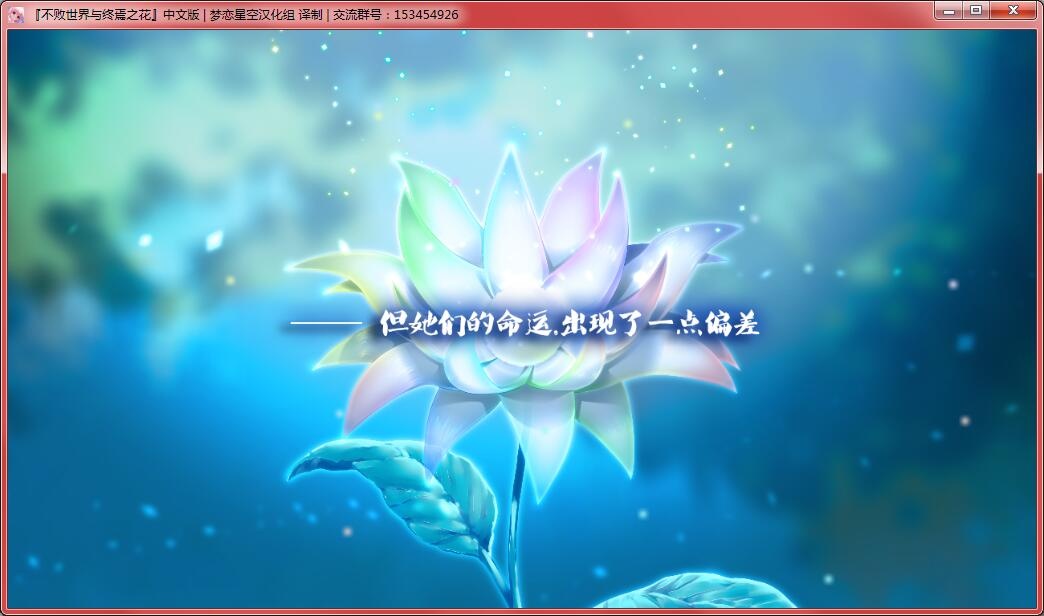 『不败世界与终焉之花』中文版 | 梦恋星空汉化组 译制 | 交流群号：153454926
—— 但她们的命运,出现了一点偏差